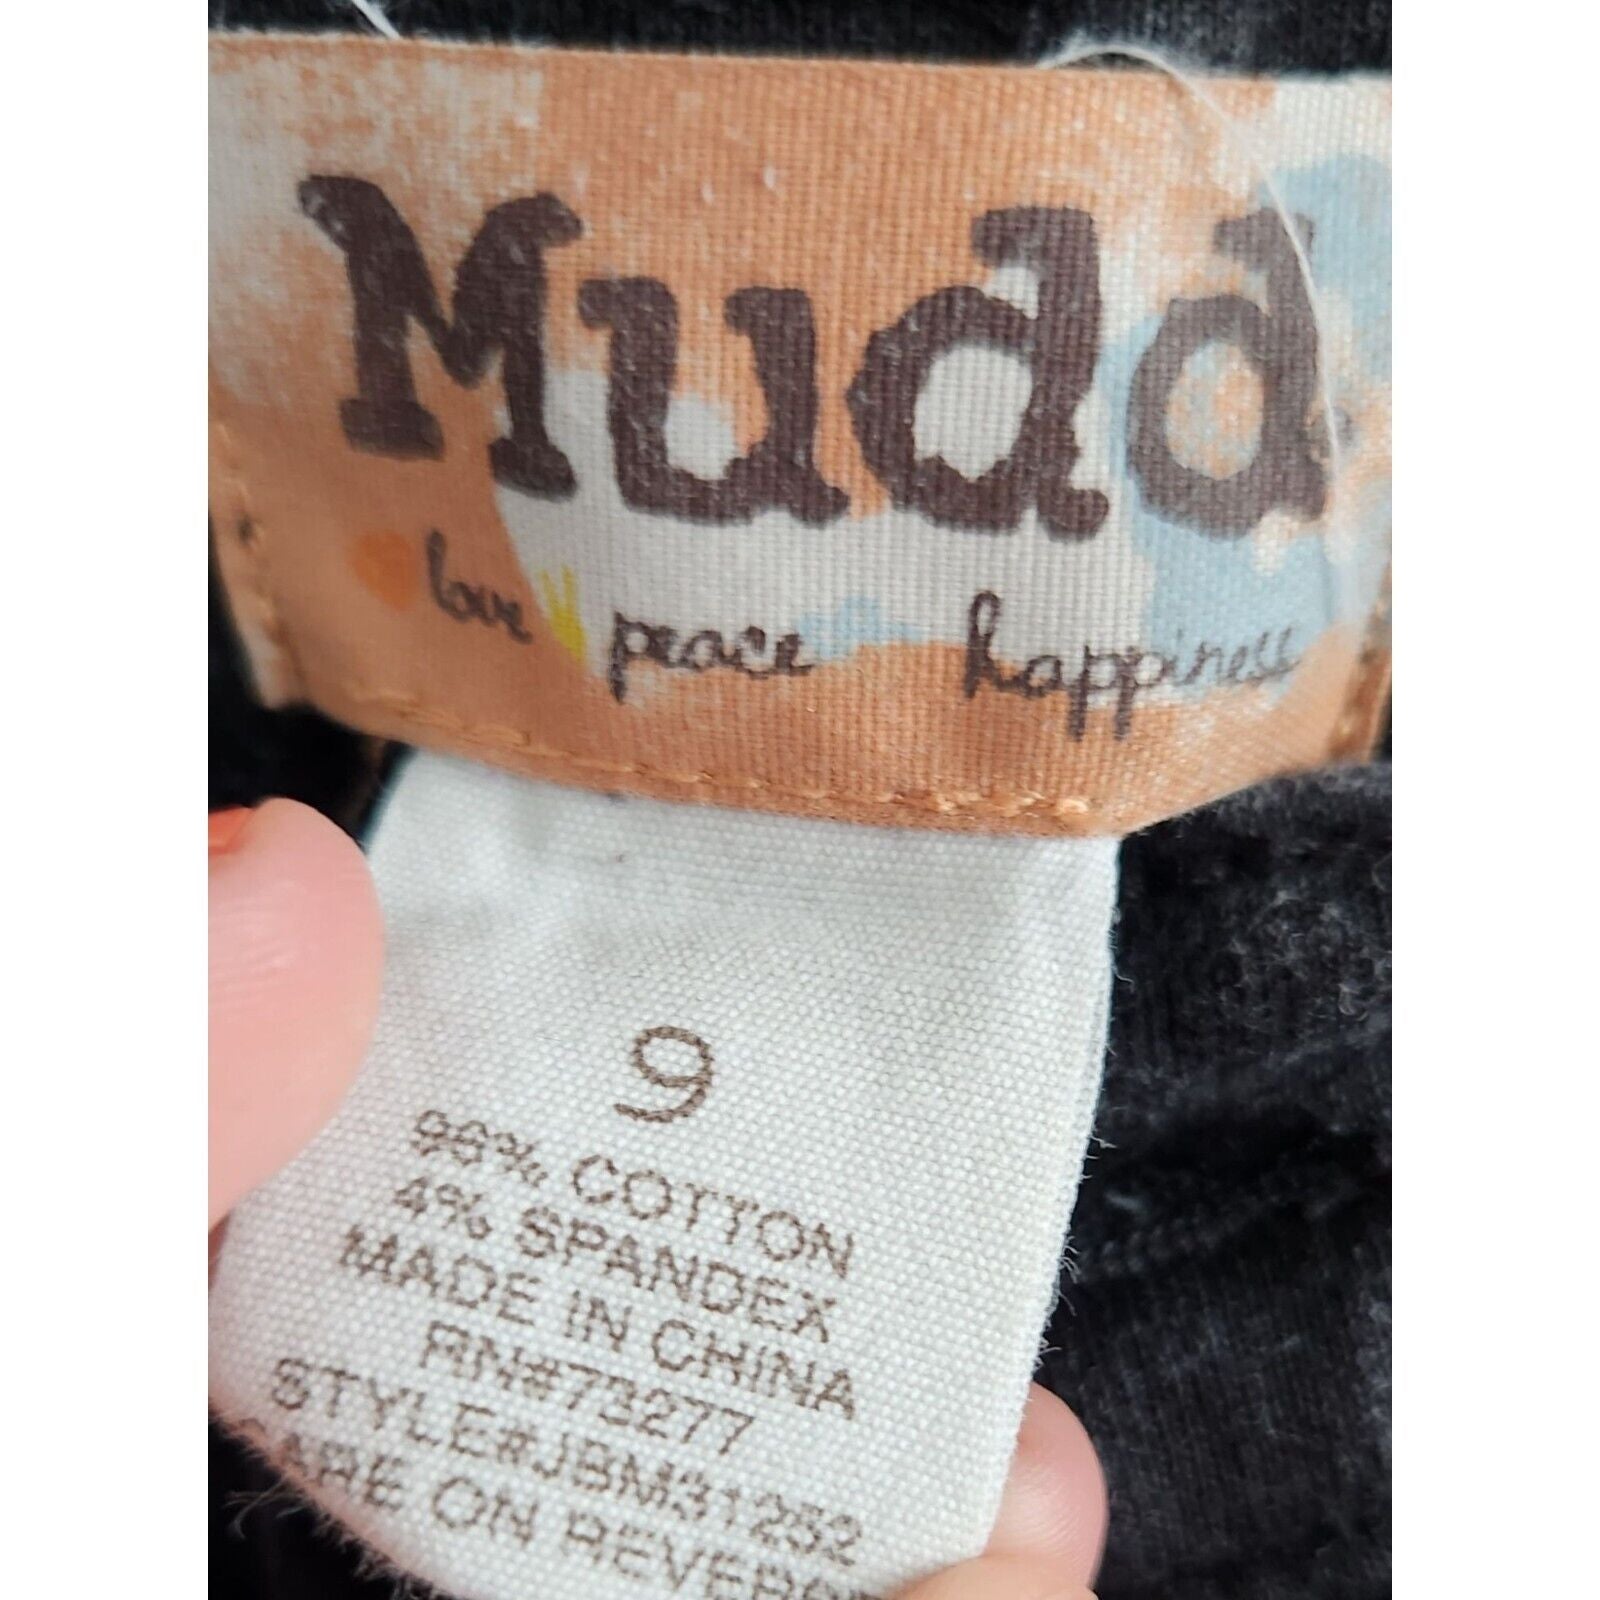 Mudd
love peace happiness
9
96% COTTON
4% SPANDEX
MADE IN CHINA
RN#73277
STYLE#JBM31252
CARE ON REVERSE